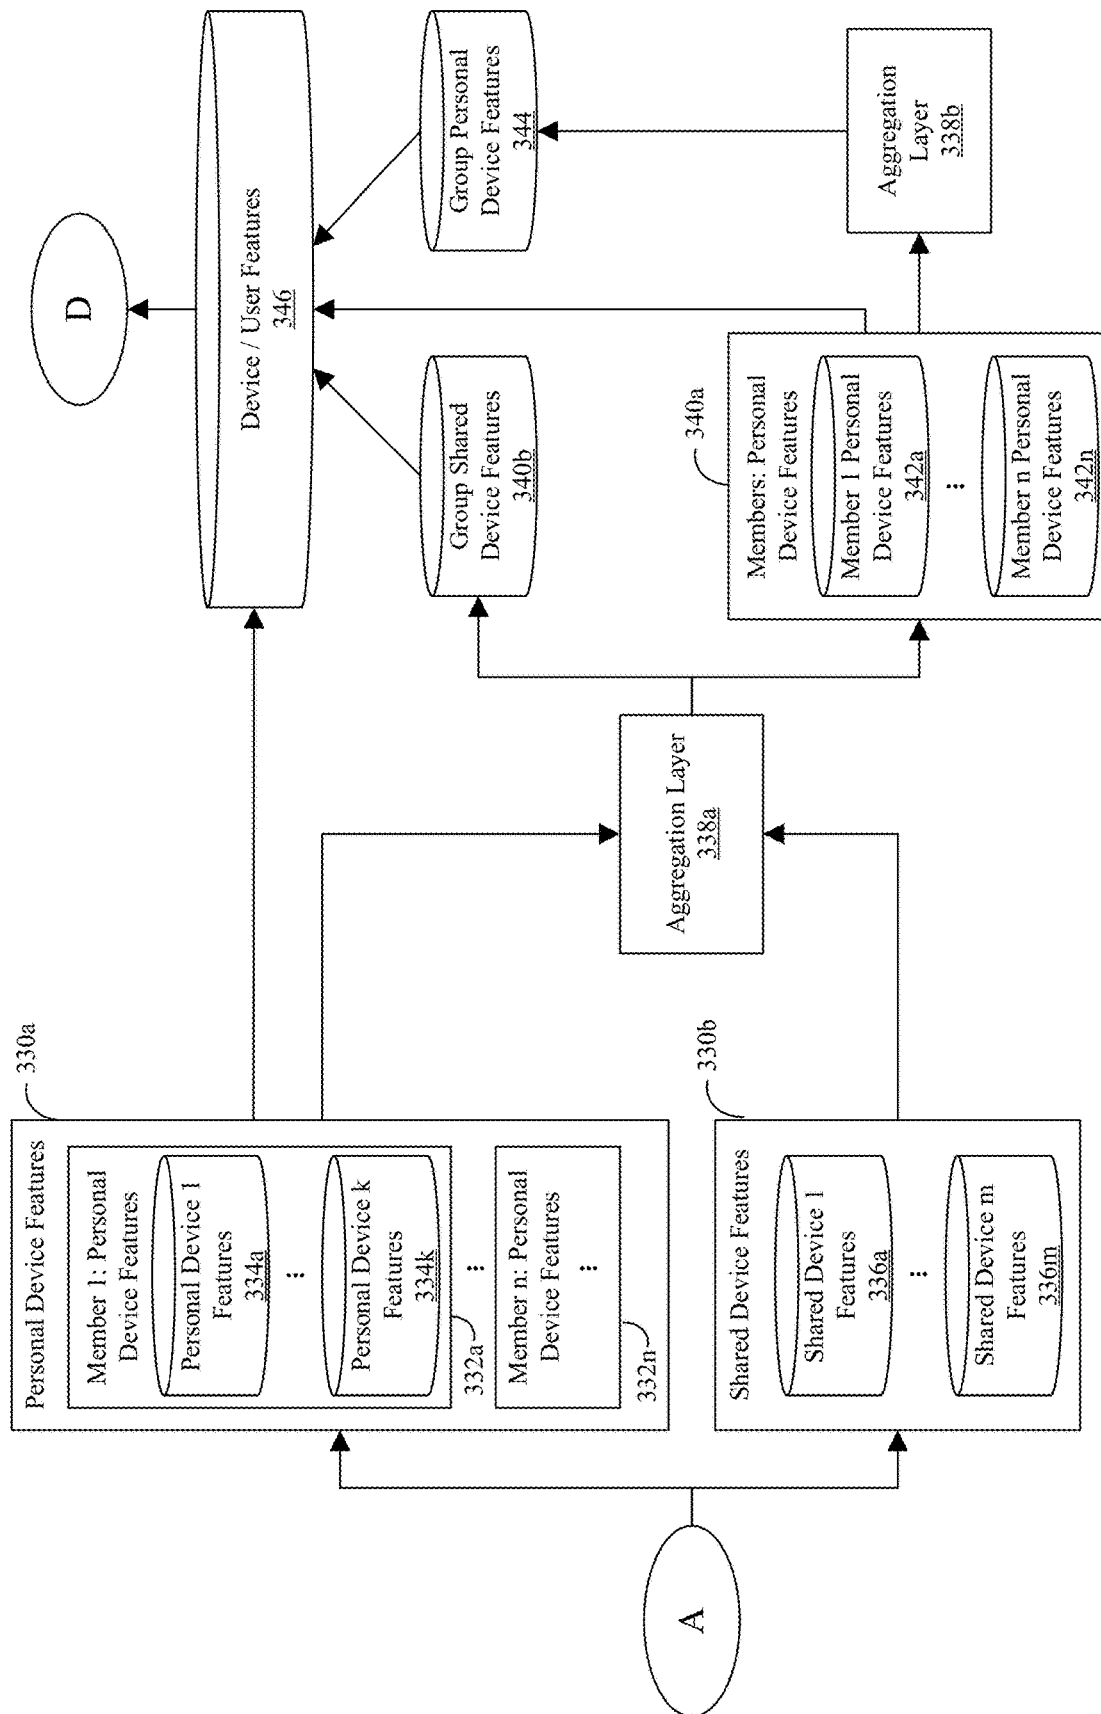 A
Personal Device Features
330a
Member 1: Personal
Device Features
Personal Device 1
Features
334a
...
Personal Device k
Features
334k
332a
...
Member n: Personal
Device Features
...
332n
Shared Device Features
330b
Shared Device 1
Features
336a
...
Shared Device m
Features
336m
Aggregation Layer
338a
Group Shared
Device Features
340b
Members: Personal
Device Features
340a
Member 1 Personal
Device Features
342a
...
Member n Personal
Device Features
342n
Aggregation
Layer
338b
Group Personal
Device Features
344
Device / User Features
346
D